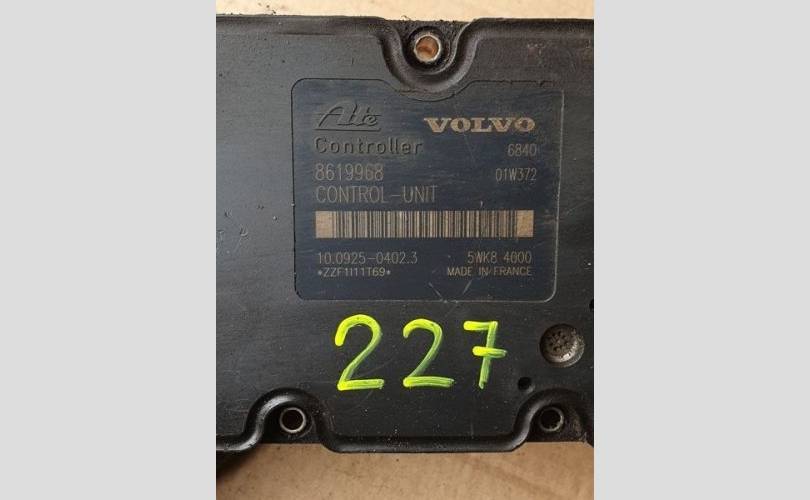 Ate VOLVO
Controller 6840
8619968 01W372
CONTROL-UNIT
10.0925-0402.3 5WK8 4000
*ZZF1I11T69* MADE IN FRANCE
227